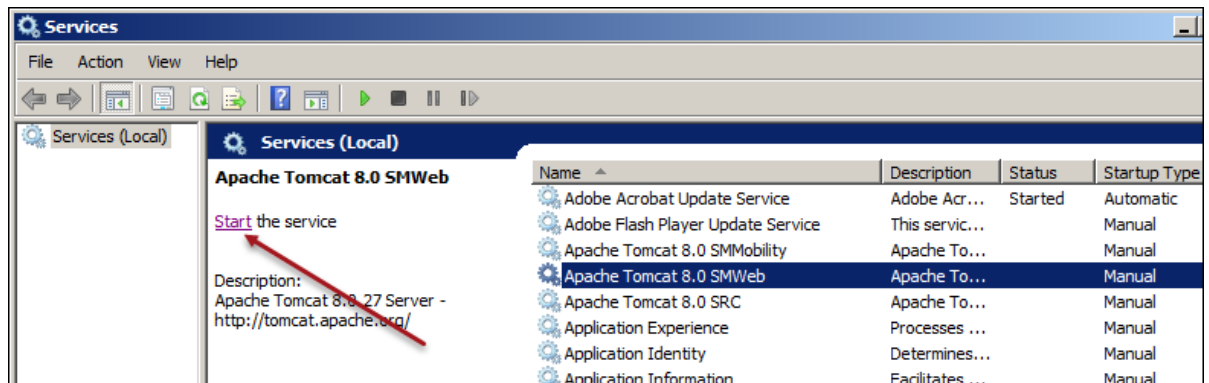 Services
File Action View Help
Services (Local)
Services (Local)
Apache Tomcat 8.0 SMWeb
Start the service
Description:
Apache Tomcat 8.0.27 Server -
http://tomcat.apache.org/
Name Description Status Startup Type
Adobe Acrobat Update Service Adobe Acr... Started Automatic
Adobe Flash Player Update Service This servic... Manual
Apache Tomcat 8.0 SMMobility Apache To... Manual
Apache Tomcat 8.0 SMWeb Apache To... Manual
Apache Tomcat 8.0 SRC Apache To... Manual
Application Experience Processes ... Manual
Application Identity Determines... Manual
Application Information Facilitates ... Manual